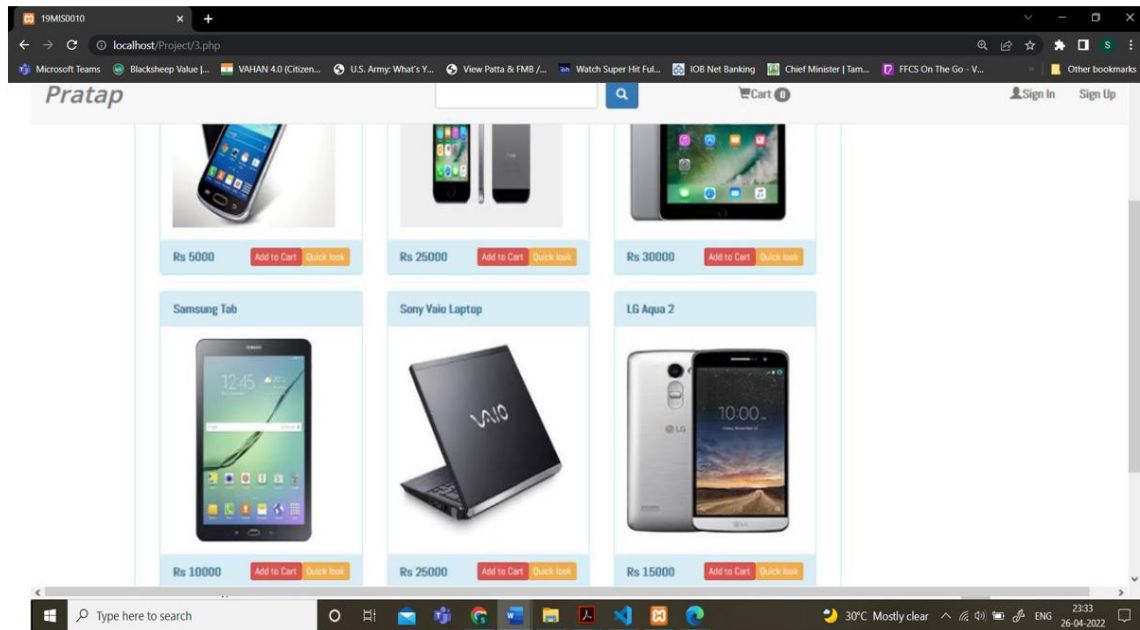 19MIS0010
localhost/Project/3.php
Microsoft Teams Blacksheep Value |... VAHAN 4.0 (Citizen... U.S. Army: What's Y... View Patta & FMB /... Watch Super Hit Ful... IOB Net Banking Chief Minister | Tam... FFCS On The Go - V... Other bookmarks
Pratap Cart 0 Sign In Sign Up
Rs 5000 Add to Cart Quick look Rs 25000 Add to Cart Quick look Rs 30000 Add to Cart Quick look
Samsung Tab Sony Vaio Laptop LG Aqua 2
12:45
VAIO
10:00
LG
LG
Rs 10000 Add to Cart Quick look Rs 25000 Add to Cart Quick look Rs 15000 Add to Cart Quick look
Type here to search 30°C Mostly clear ENG 23:33
26-04-2022